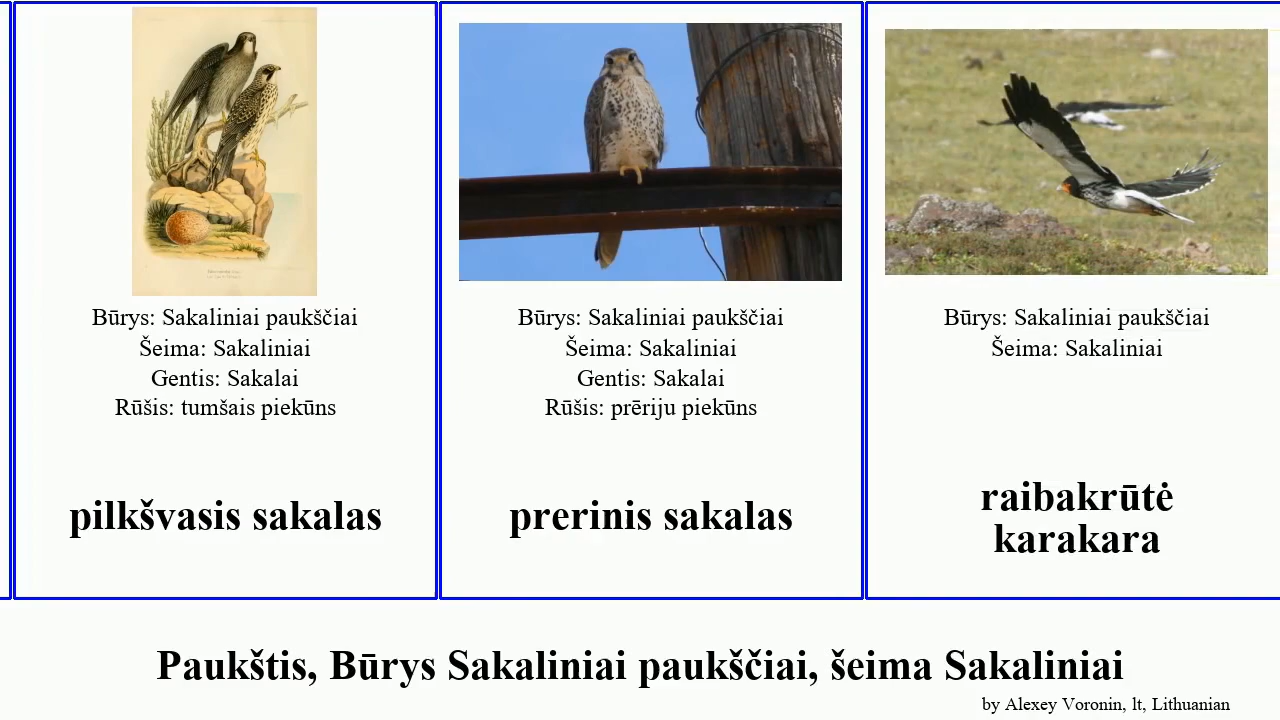 Būrys: Sakaliniai paukščiai
Šeima: Sakaliniai
Gentis: Sakalai
Rūšis: tumšais piekūns
pilkšvasis sakalas
Būrys: Sakaliniai paukščiai
Šeima: Sakaliniai
Gentis: Sakalai
Rūšis: prēriju piekūns
prerinis sakalas
Būrys: Sakaliniai paukščiai
Šeima: Sakaliniai
raibakrūtė
karakara
Paukštis, Būrys Sakaliniai paukščiai, šeima Sakaliniai
by Alexey Voronin, lt, Lithuanian